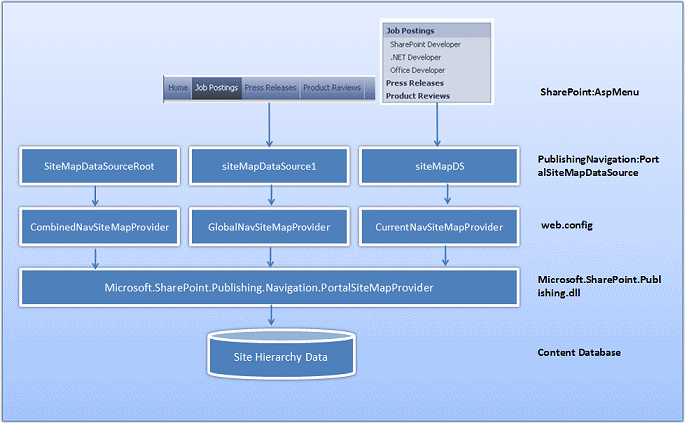 Job Postings
SharePoint Developer
.NET Developer
Office Developer
Press Releases
Product Reviews
Home Job Postings Press Releases Product Reviews
SharePoint:AspMenu
SiteMapDataSourceRoot
siteMapDataSource1
siteMapDS
PublishingNavigation:Por
talSiteMapDataSource
CombinedNavSiteMapProvider
GlobalNavSiteMapProvider
CurrentNavSiteMapProvider
web.config
Microsoft.SharePoint.Publishing.Navigation.PortalSiteMapProvider
Microsoft.SharePoint.Publ
ishing.dll
Site Hierarchy Data
Content Database